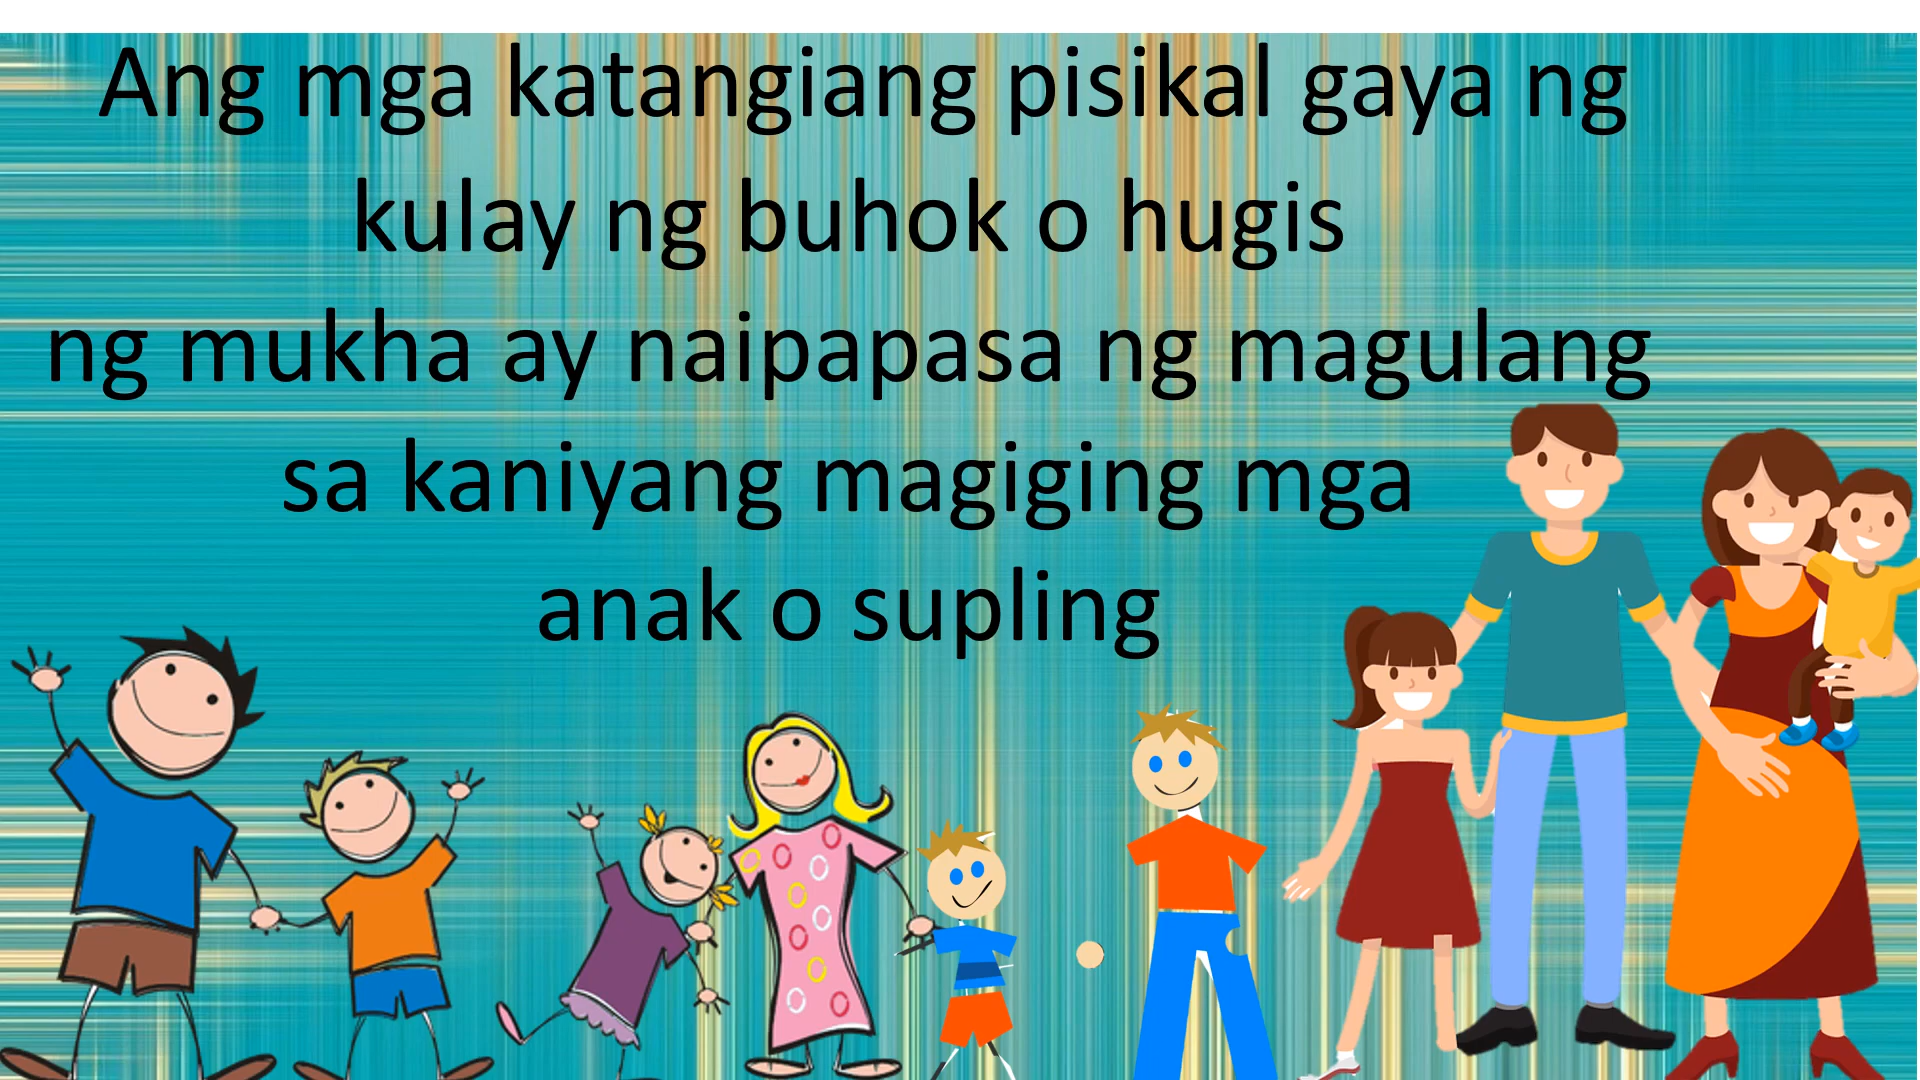 Ang mga katangiang pisikal gaya ng
kulay ng buhok o hugis
ng mukha ay naipapasa ng magulang
sa kaniyang magiging mga
anak o supling